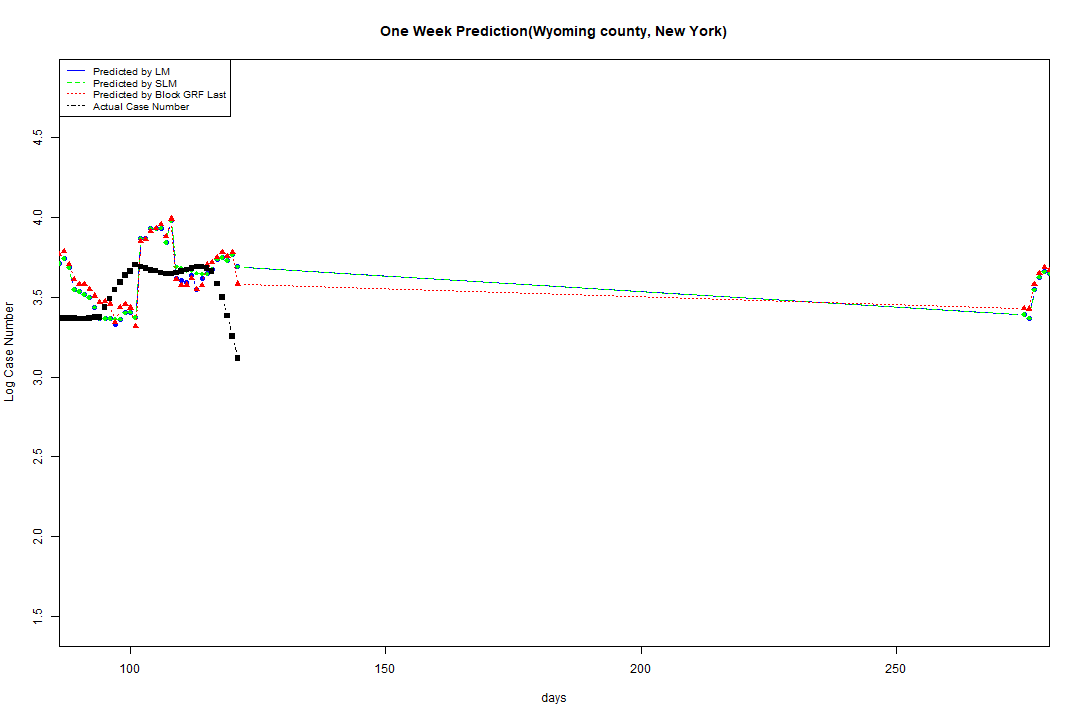 One Week Prediction(Wyoming county, New York)
Predicted by LM
Predicted by SLM
Predicted by Block GRF Last
Actual Case Number
4.5
4.0
3.5
3.0
2.5
2.0
1.5
Log Case Number
100 150 200 250
days